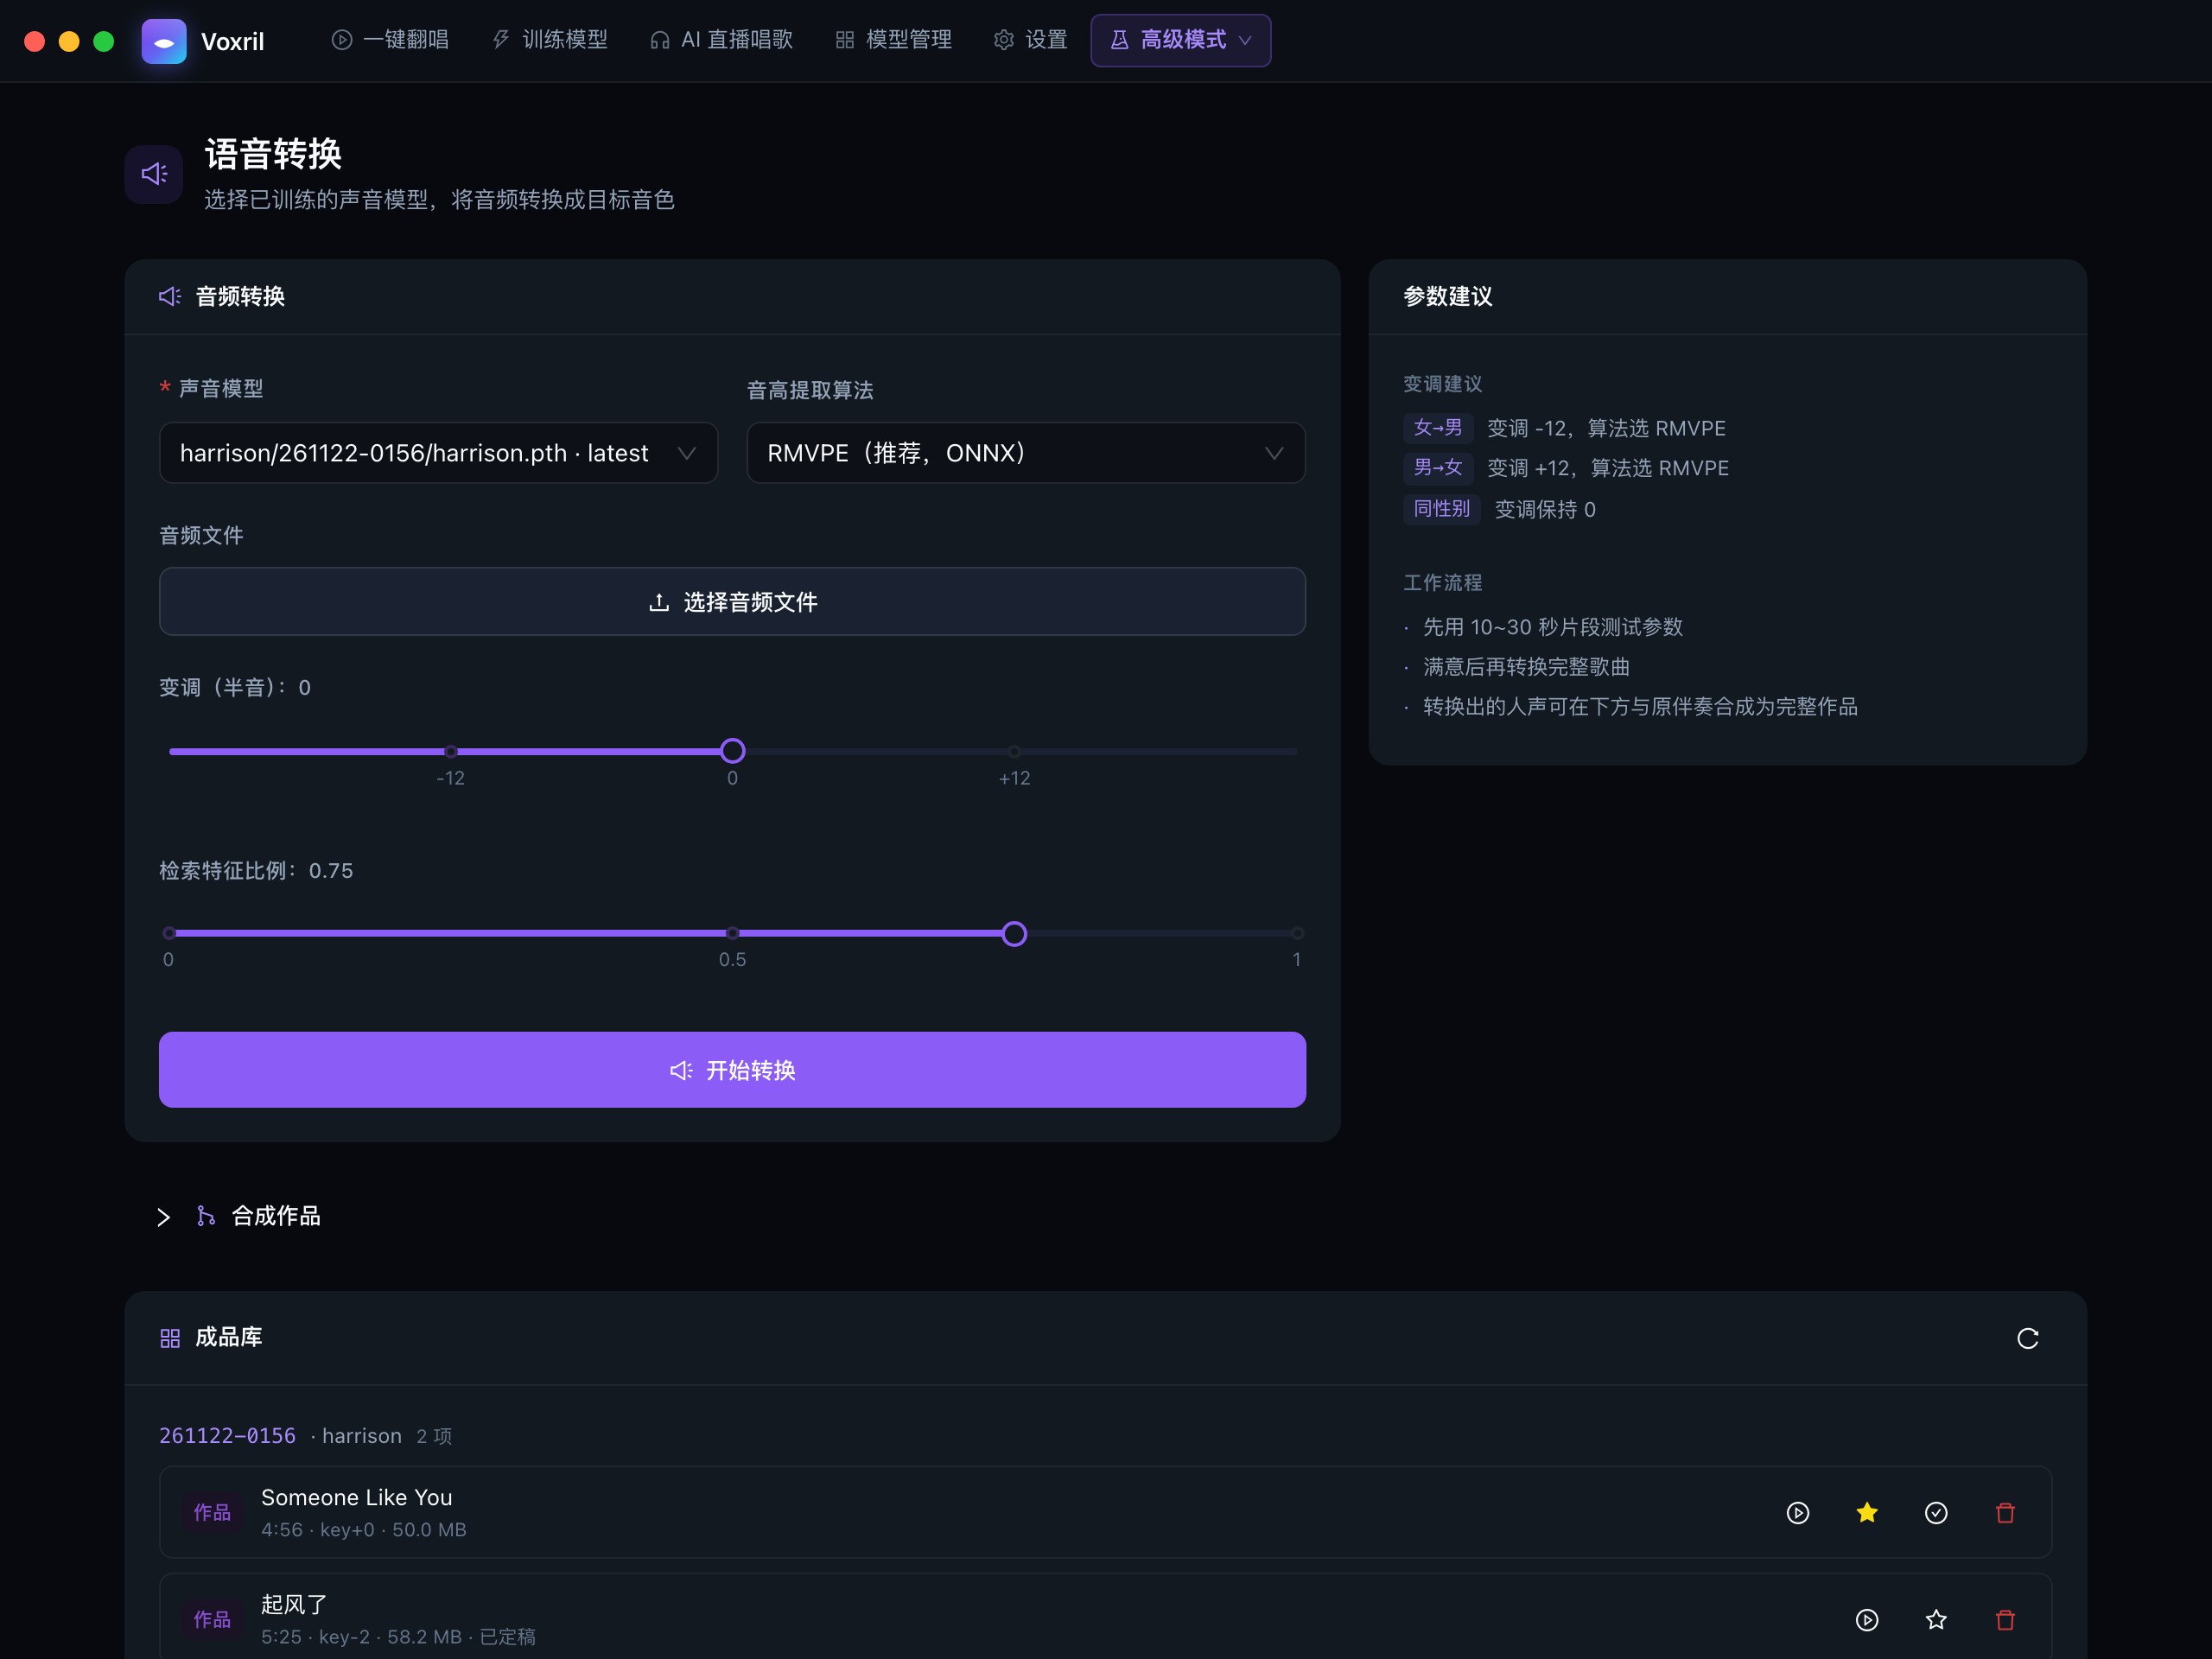 Voxril
一键翻唱
训练模型
AI 直播唱歌
模型管理
设置
高级模式
语音转换
选择已训练的声音模型，将音频转换成目标音色
音频转换
* 声音模型
音高提取算法
harrison/261122-0156/harrison.pth · latest
RMVPE（推荐，ONNX）
音频文件
选择音频文件
变调（半音）：0
-12
0
+12
检索特征比例：0.75
0
0.5
1
开始转换
参数建议
变调建议
女→男 变调 -12，算法选 RMVPE
男→女 变调 +12，算法选 RMVPE
同性别 变调保持 0
工作流程
· 先用 10~30 秒片段测试参数
· 满意后再转换完整歌曲
· 转换出的人声可在下方与原伴奏合成为完整作品
合成作品
成品库
261122-0156 · harrison 2 项
作品
Someone Like You
4:56 · key+0 · 50.0 MB
作品
起风了
5:25 · key-2 · 58.2 MB · 已定稿